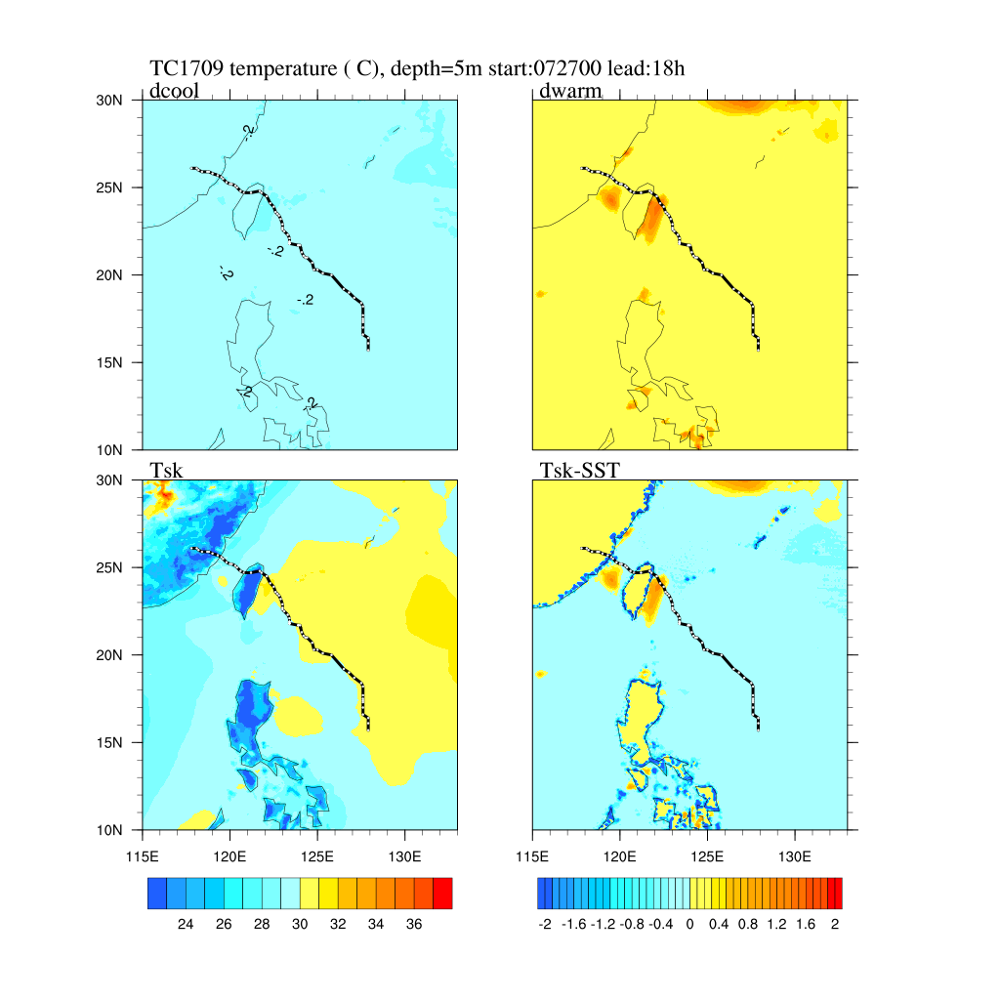 TC1709 temperature ( C), depth=5m start:072700 lead:18h
dcool
dwarm
30N
25N
20N
15N
10N
-.2
-.2
-.2
-.2
.2
.2
Tsk
Tsk-SST
30N
25N
20N
15N
10N
115E 120E 125E 130E
115E 120E 125E 130E
24 26 28 30 32 34 36
-2 -1.6 -1.2 -0.8 -0.4 0 0.4 0.8 1.2 1.6 2